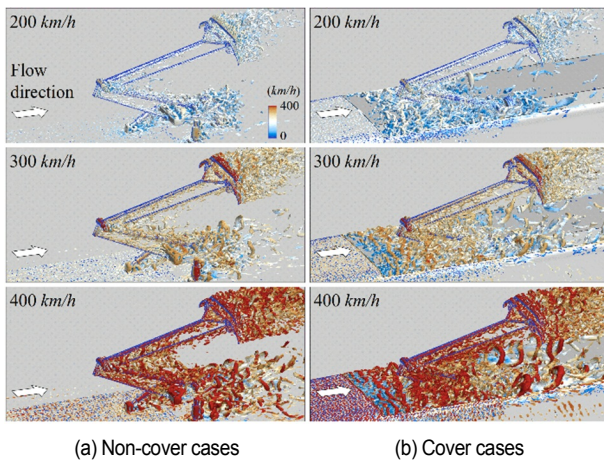 200 km/h
200 km/h
Flow
direction
(km/h)
400
0
300 km/h
300 km/h
400 km/h
400 km/h
(a) Non-cover cases
(b) Cover cases